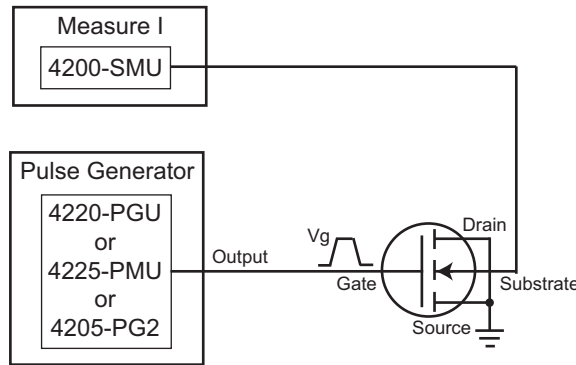 Measure I
4200-SMU
Pulse Generator
4220-PGU
or
4225-PMU
or
4205-PG2
Output
Vg
Gate
Drain
Substrate
Source